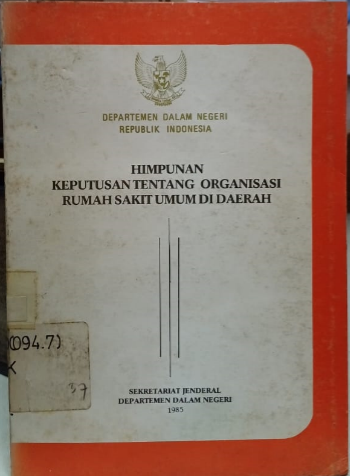 DEPARTEMEN DALAM NEGERI
REPUBLIK INDONESIA
HIMPUNAN
KEPUTUSAN TENTANG ORGANISASI
RUMAH SAKIT UMUM DI DAERAH
(094.7)
K
37
SEKRETARIAT JENDERAL
DEPARTEMEN DALAM NEGERI
1985